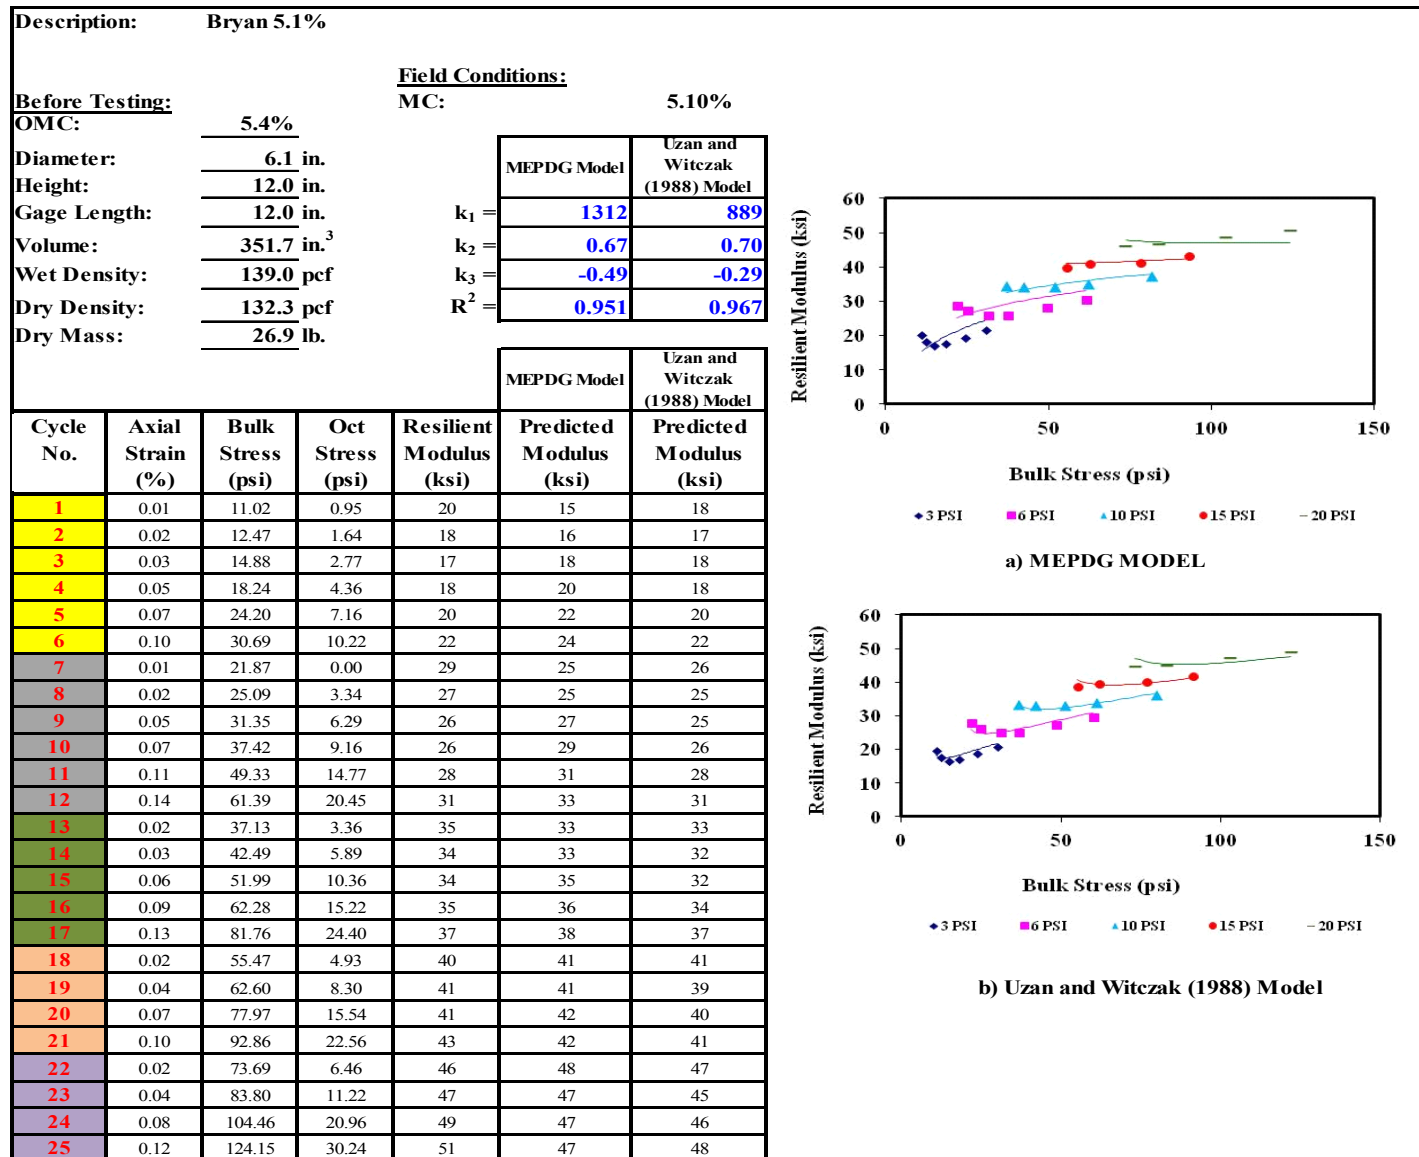 Description: Bryan 5.1%
Field Conditions:
Before Testing: MC: 5.10%
OMC: 5.4%
Diameter: 6.1 in.
Height: 12.0 in.
Gage Length: 12.0 in.
Volume: 351.7 in.³
Wet Density: 139.0 pcf
Dry Density: 132.3 pcf
Dry Mass: 26.9 lb.
MEPDG Model
Uzan and
Witczak
(1988) Model
k₁ = 1312 889
k₂ = 0.67 0.70
k₃ = -0.49 -0.29
R² = 0.951 0.967
MEPDG Model
Uzan and
Witczak
(1988) Model
Cycle Axial Bulk Oct Resilient Predicted Predicted
No. Strain Stress Stress Modulus Modulus Modulus
(%) (psi) (psi) (ksi) (ksi) (ksi)
1 0.01 11.02 0.95 20 15 18
2 0.02 12.47 1.64 18 16 17
3 0.03 14.88 2.77 17 18 18
4 0.05 18.24 4.36 18 20 18
5 0.07 24.20 7.16 20 22 20
6 0.10 30.69 10.22 22 24 22
7 0.01 21.87 0.00 29 25 26
8 0.02 25.09 3.34 27 25 25
9 0.05 31.35 6.29 26 27 25
10 0.07 37.42 9.16 26 29 26
11 0.11 49.33 14.77 28 31 28
12 0.14 61.39 20.45 31 33 31
13 0.02 37.13 3.36 35 33 33
14 0.03 42.49 5.89 34 33 32
15 0.06 51.99 10.36 34 35 32
16 0.09 62.28 15.22 35 36 34
17 0.13 81.76 24.40 37 38 37
18 0.02 55.47 4.93 40 41 41
19 0.04 62.60 8.30 41 41 39
20 0.07 77.97 15.54 41 42 40
21 0.10 92.86 22.56 43 42 41
22 0.02 73.69 6.46 46 48 47
23 0.04 83.80 11.22 47 47 45
24 0.08 104.46 20.96 49 47 46
25 0.12 124.15 30.24 51 47 48
Resilient Modulus (ksi)
60
50
40
30
20
10
0
0 50 100 150
Bulk Stress (psi)
3 PSI 6 PSI 10 PSI 15 PSI 20 PSI
a) MEPDG MODEL
Resilient Modulus (ksi)
60
50
40
30
20
10
0
0 50 100 150
Bulk Stress (psi)
3 PSI 6 PSI 10 PSI 15 PSI 20 PSI
b) Uzan and Witczak (1988) Model